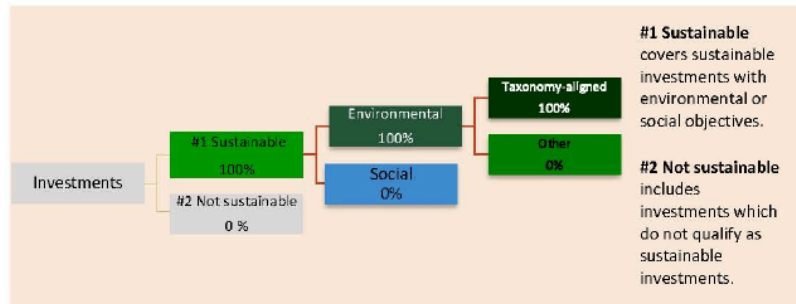 Investments
#1 Sustainable
100%
#2 Not sustainable
0 %
Environmental
100%
Social
0%
Taxonomy-aligned
100%
Other
0%
#1 Sustainable
covers sustainable
investments with
environmental or
social objectives.
#2 Not sustainable
includes
investments which
do not qualify as
sustainable
investments.